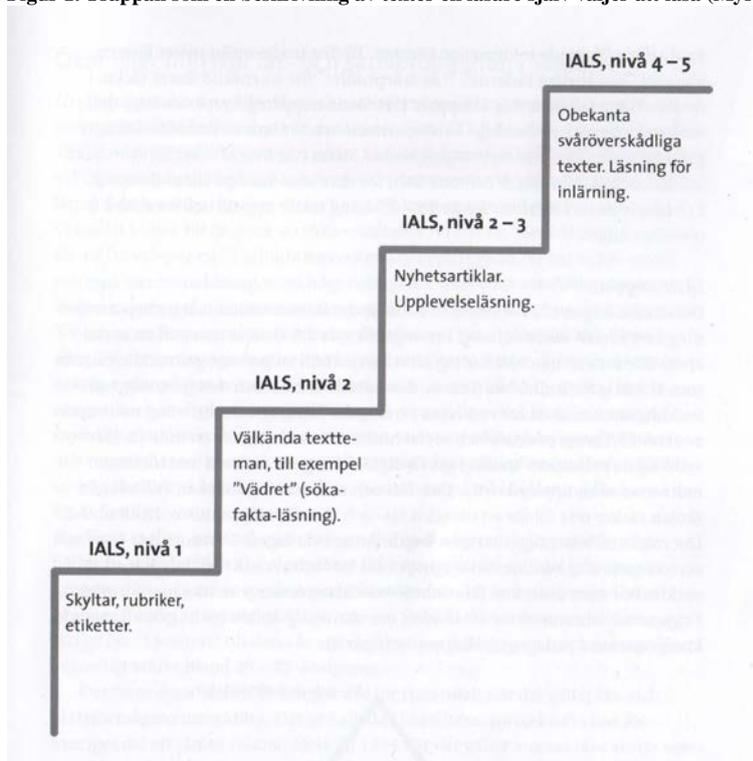 IALS, nivå 4 – 5
Obekanta
svåröverskådliga
texter. Läsning för
inlärning.
IALS, nivå 2 – 3
Nyhetsartiklar.
Upplevelseläsning.
IALS, nivå 2
Välkända textte-
man, till exempel
”Vädret” (söka-
fakta-läsning).
IALS, nivå 1
Skyltar, rubriker,
etiketter.